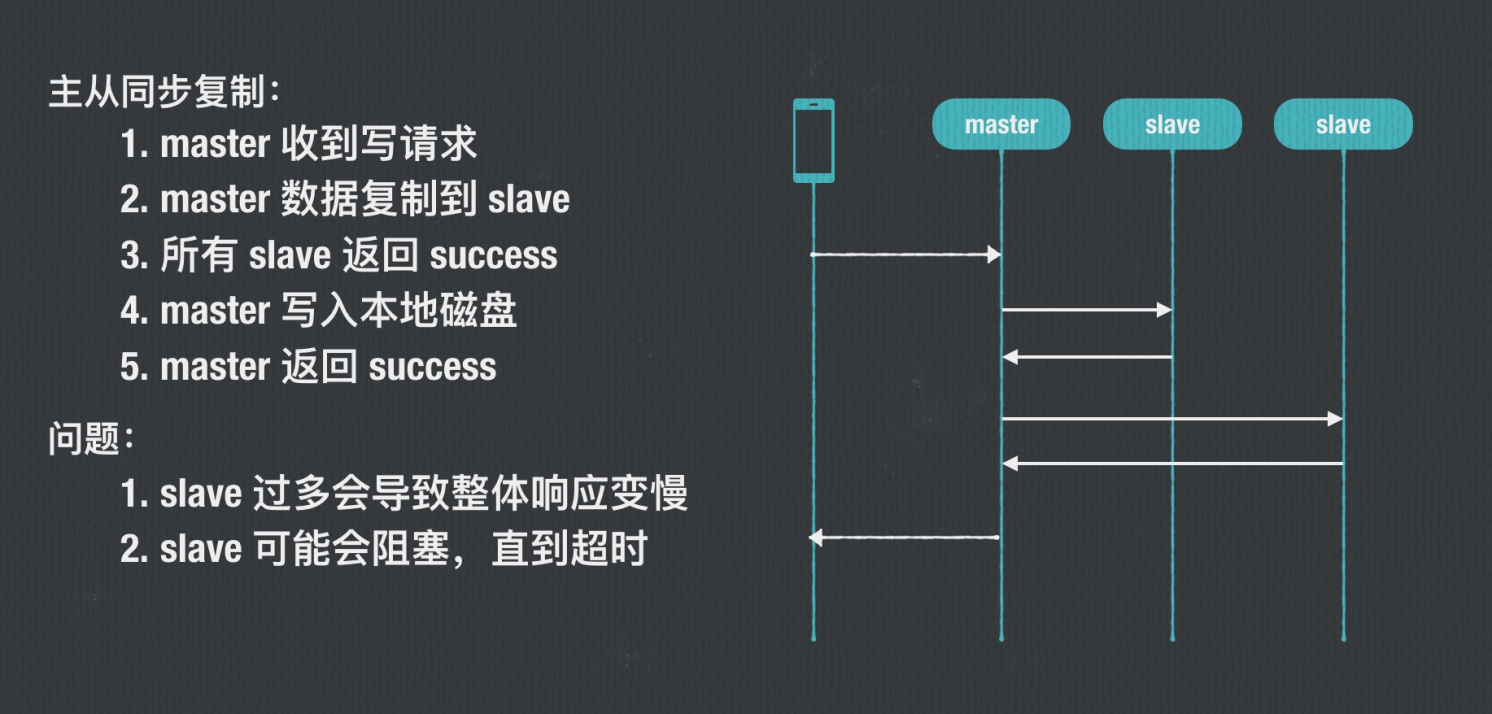 主从同步复制：
1. master 收到写请求
2. master 数据复制到 slave
3. 所有 slave 返回 success
4. master 写入本地磁盘
5. master 返回 success
问题：
1. slave 过多会导致整体响应变慢
2. slave 可能会阻塞，直到超时
master
slave
slave